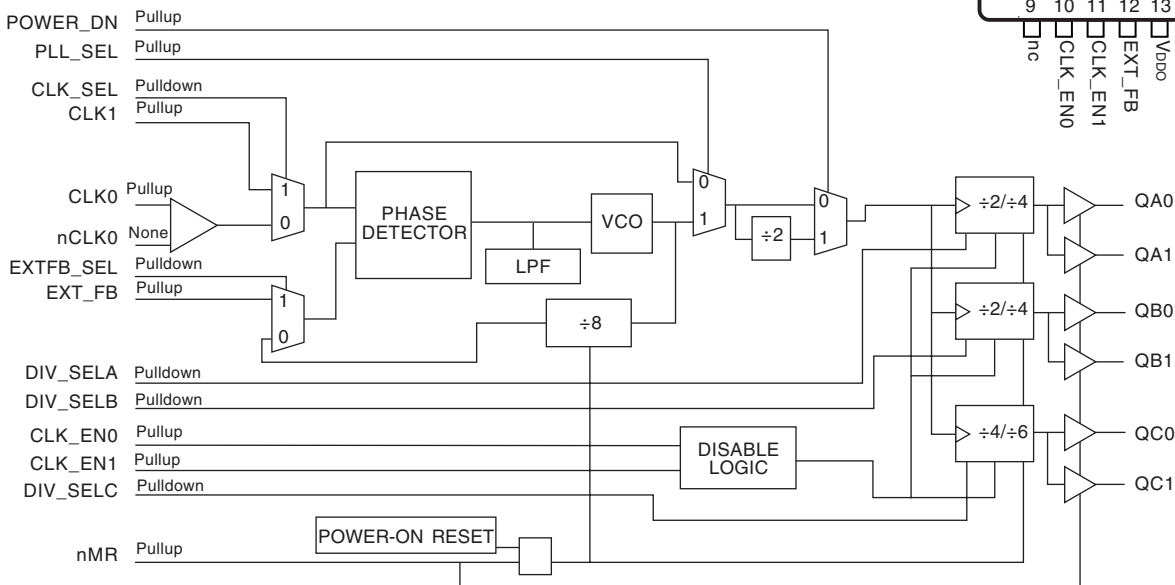 POWER_DN Pullup
PLL_SEL Pullup
CLK_SEL Pulldown
CLK1 Pullup
CLK0 Pullup
nCLK0 None
EXTFB_SEL Pulldown
EXT_FB Pullup
DIV_SELA Pulldown
DIV_SELB Pulldown
CLK_EN0 Pullup
CLK_EN1 Pullup
DIV_SELC Pulldown
nMR Pullup
1
0
1
0
PHASE
DETECTOR
LPF
VCO
÷8
0
1
÷2
0
1
DISABLE
LOGIC
POWER-ON RESET
÷2/÷4
÷2/÷4
÷4/÷6
QA0
QA1
QB0
QB1
QC0
QC1
9 10 11 12 13
nc
CLK_EN0
CLK_EN1
EXT_FB
VDDO